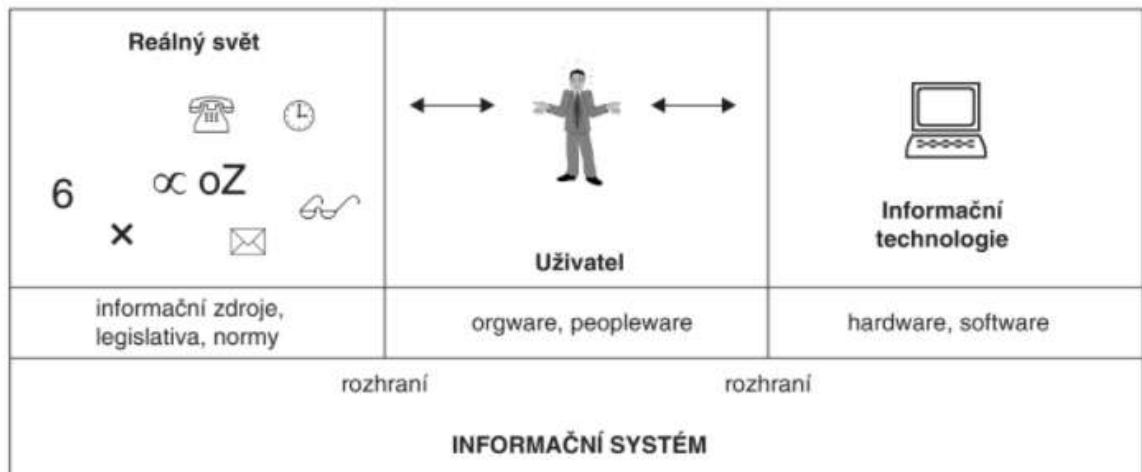 Reálný svět
6
∝ oZ
×
Uživatel
Informační
technologie
informační zdroje,
legislativa, normy
orgware, peopleware
hardware, software
rozhraní
rozhraní
INFORMAČNÍ SYSTÉM